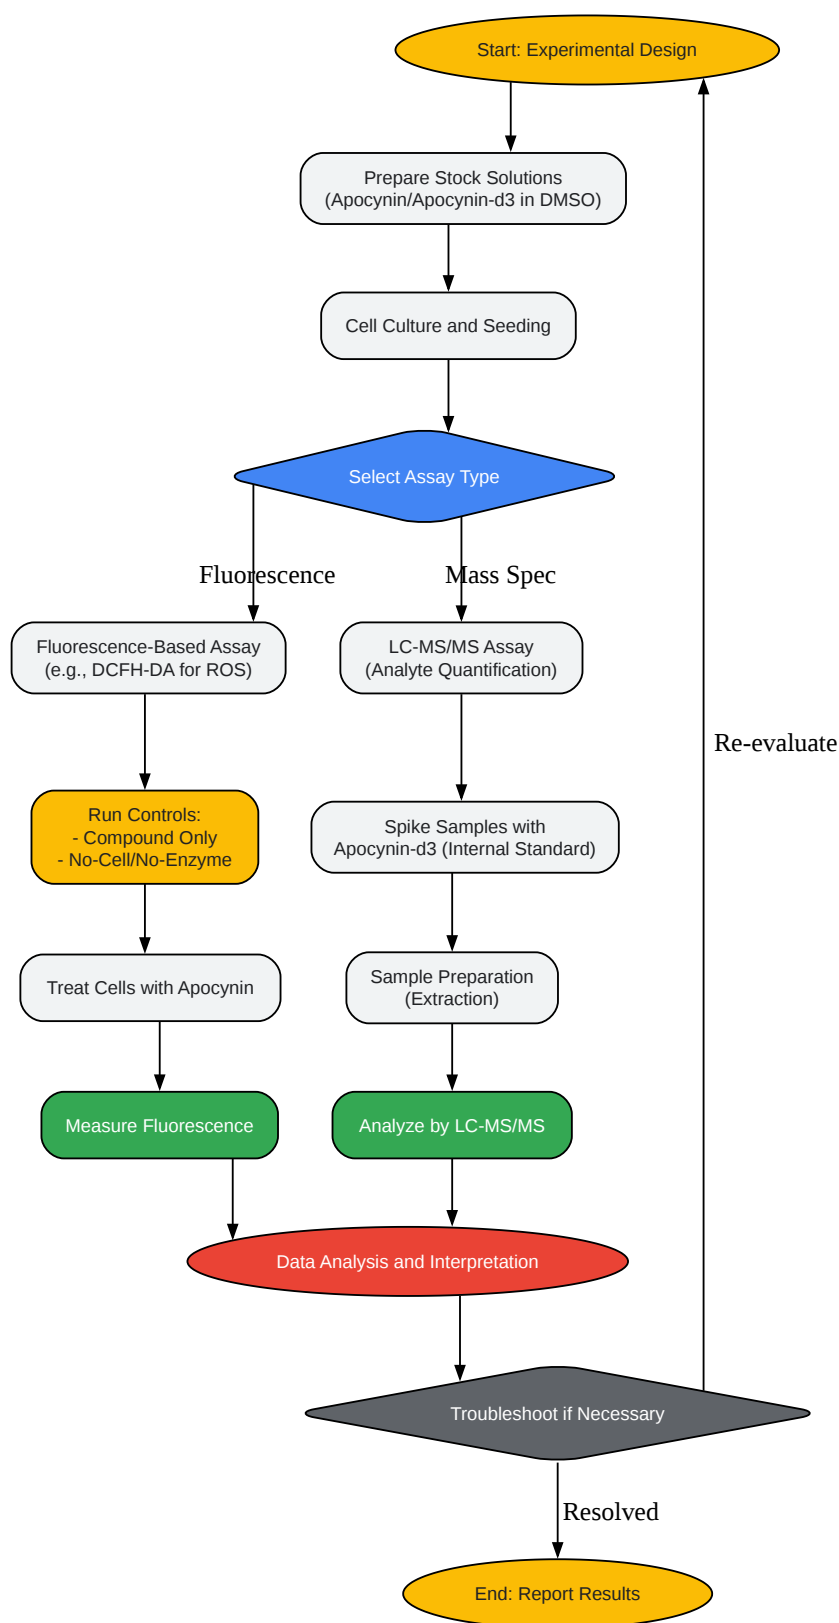 Start: Experimental Design
Prepare Stock Solutions
(Apocynin/Apocynin-d3 in DMSO)
Cell Culture and Seeding
Select Assay Type
Fluorescence
Mass Spec
Fluorescence-Based Assay
(e.g., DCFH-DA for ROS)
LC-MS/MS Assay
(Analyte Quantification)
Re-evaluate
Run Controls:
- Compound Only
- No-Cell/No-Enzyme
Spike Samples with
Apocynin-d3 (Internal Standard)
Treat Cells with Apocynin
Sample Preparation
(Extraction)
Measure Fluorescence
Analyze by LC-MS/MS
Data Analysis and Interpretation
Troubleshoot if Necessary
Resolved
End: Report Results